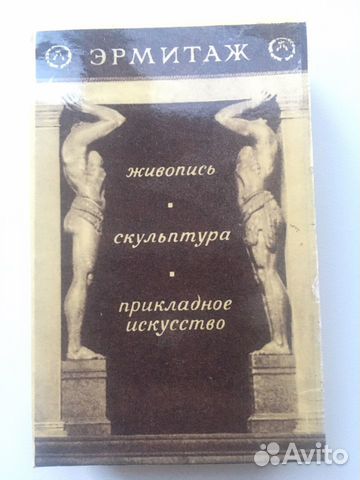 ЭРМИТАЖ
живопись
скульптура
прикладное
искусство
Avito